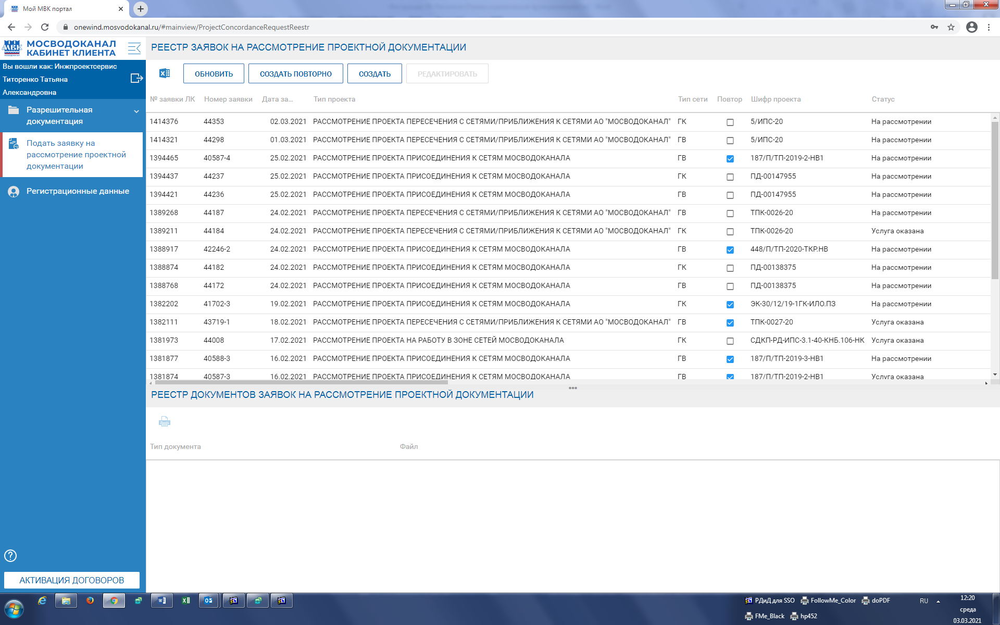 Мой МВК портал
onewind.mosvodokanal.ru/#mainview/ProjectConcordanceRequestReestr
МВК МОСВОДОКАНАЛ
КАБИНЕТ КЛИЕНТА
Вы вошли как: Инжпроектсервис
Титоренко Татьяна
Александровна
Разрешительная
документация
Подать заявку на
рассмотрение проектной
документации
Регистрационные данные
АКТИВАЦИЯ ДОГОВОРОВ
РЕЕСТР ЗАЯВОК НА РАССМОТРЕНИЕ ПРОЕКТНОЙ ДОКУМЕНТАЦИИ
ОБНОВИТЬ СОЗДАТЬ ПОВТОРНО СОЗДАТЬ РЕДАКТИРОВАТЬ
№ заявки ЛК Номер заявки Дата за... Тип проекта Тип сети Повтор Шифр проекта Статус
1414376 44353 02.03.2021 РАССМОТРЕНИЕ ПРОЕКТА ПЕРЕСЕЧЕНИЯ С СЕТЯМИ/ПРИБЛИЖЕНИЯ К СЕТЯМИ АО "МОСВОДОКАНАЛ" ГК 5/ИПС-20 На рассмотрении
1414321 44298 01.03.2021 РАССМОТРЕНИЕ ПРОЕКТА ПЕРЕСЕЧЕНИЯ С СЕТЯМИ/ПРИБЛИЖЕНИЯ К СЕТЯМИ АО "МОСВОДОКАНАЛ" ГВ 5/ИПС-20 На рассмотрении
1394465 40587-4 25.02.2021 РАССМОТРЕНИЕ ПРОЕКТА ПРИСОЕДИНЕНИЯ К СЕТЯМ МОСВОДОКАНАЛА ГВ 187/П/ТП-2019-2-НВ1 На рассмотрении
1394437 44237 25.02.2021 РАССМОТРЕНИЕ ПРОЕКТА ПРИСОЕДИНЕНИЯ К СЕТЯМ МОСВОДОКАНАЛА ГК ПД-00147955 На рассмотрении
1394421 44236 25.02.2021 РАССМОТРЕНИЕ ПРОЕКТА ПРИСОЕДИНЕНИЯ К СЕТЯМ МОСВОДОКАНАЛА ГВ ПД-00147955 На рассмотрении
1389268 44187 24.02.2021 РАССМОТРЕНИЕ ПРОЕКТА ПЕРЕСЕЧЕНИЯ С СЕТЯМИ/ПРИБЛИЖЕНИЯ К СЕТЯМИ АО "МОСВОДОКАНАЛ" ГВ ТПК-0026-20 На рассмотрении
1389211 44184 24.02.2021 РАССМОТРЕНИЕ ПРОЕКТА ПЕРЕСЕЧЕНИЯ С СЕТЯМИ/ПРИБЛИЖЕНИЯ К СЕТЯМИ АО "МОСВОДОКАНАЛ" ГК ТПК-0026-20 Услуга оказана
1388917 42246-2 24.02.2021 РАССМОТРЕНИЕ ПРОЕКТА ПРИСОЕДИНЕНИЯ К СЕТЯМ МОСВОДОКАНАЛА ГВ 448/П/ТП-2020-ТКР.НВ На рассмотрении
1388874 44182 24.02.2021 РАССМОТРЕНИЕ ПРОЕКТА ПРИСОЕДИНЕНИЯ К СЕТЯМ МОСВОДОКАНАЛА ГК ПД-00138375 На рассмотрении
1388768 44172 24.02.2021 РАССМОТРЕНИЕ ПРОЕКТА ПРИСОЕДИНЕНИЯ К СЕТЯМ МОСВОДОКАНАЛА ГВ ПД-00138375 На рассмотрении
1382202 41702-3 19.02.2021 РАССМОТРЕНИЕ ПРОЕКТА ПРИСОЕДИНЕНИЯ К СЕТЯМ МОСВОДОКАНАЛА ГК ЭК-30/12/19-1ГК-ИЛО.ПЗ На рассмотрении
1382111 43719-1 18.02.2021 РАССМОТРЕНИЕ ПРОЕКТА ПЕРЕСЕЧЕНИЯ С СЕТЯМИ/ПРИБЛИЖЕНИЯ К СЕТЯМИ АО "МОСВОДОКАНАЛ" ГВ ТПК-0027-20 Услуга оказана
1381973 44008 17.02.2021 РАССМОТРЕНИЕ ПРОЕКТА НА РАБОТУ В ЗОНЕ СЕТЕЙ МОСВОДОКАНАЛА ГК СДКП-РД-ИПС-3.1-40-КНБ.106-НК Услуга оказана
1381877 40588-3 16.02.2021 РАССМОТРЕНИЕ ПРОЕКТА ПРИСОЕДИНЕНИЯ К СЕТЯМ МОСВОДОКАНАЛА ГВ 187/П/ТП-2019-3-НВ1 На рассмотрении
1381874 40587-3 16.02.2021 РАССМОТРЕНИЕ ПРОЕКТА ПРИСОЕДИНЕНИЯ К СЕТЯМ МОСВОДОКАНАЛА ГВ 187/П/ТП-2019-2-НВ1 Услуга оказана
РЕЕСТР ДОКУМЕНТОВ ЗАЯВОК НА РАССМОТРЕНИЕ ПРОЕКТНОЙ ДОКУМЕНТАЦИИ
Тип документа Файл
РДиД для SSO FollowMe_Color doPDF
FMe_Black hp452
RU
12:20
среда
03.03.2021